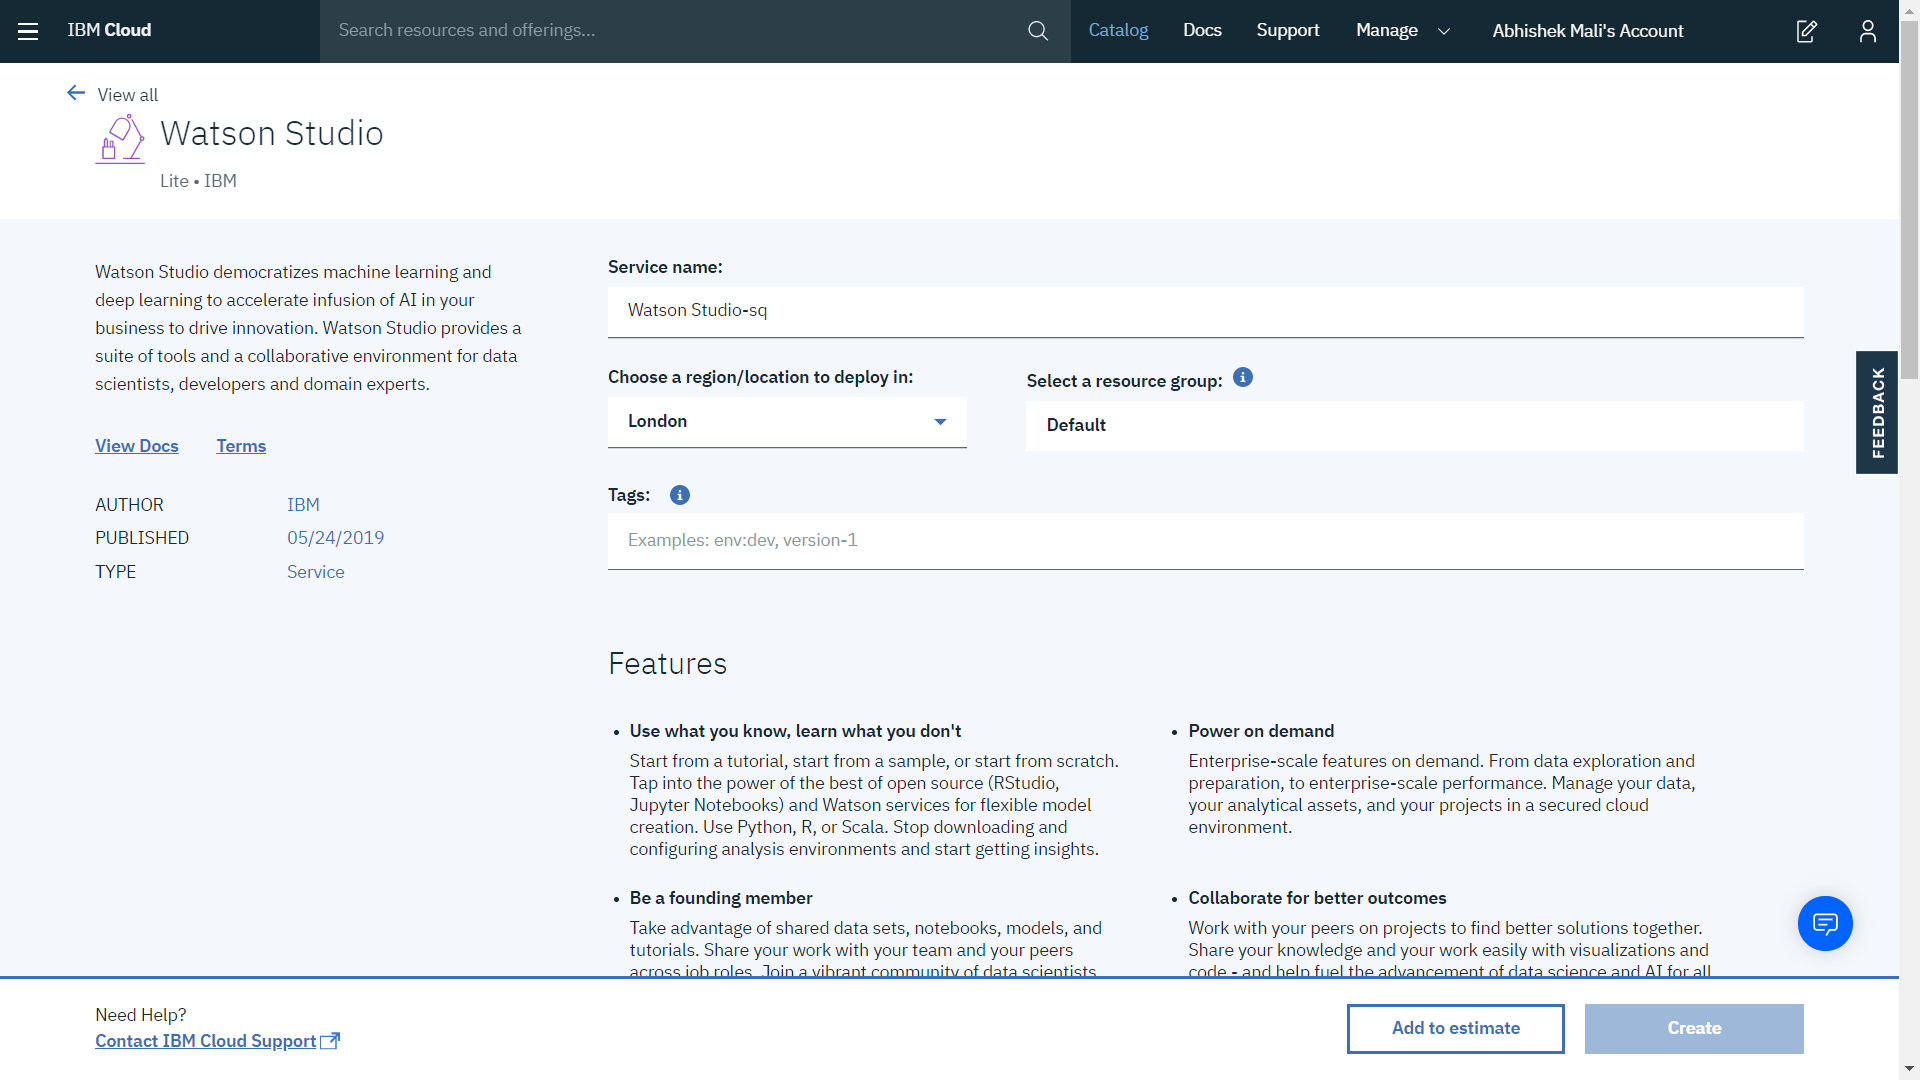 IBM Cloud
Search resources and offerings...
Catalog
Docs
Support
Manage
Abhishek Mali's Account
View all
Watson Studio
Lite • IBM
Watson Studio democratizes machine learning and
deep learning to accelerate infusion of AI in your
business to drive innovation. Watson Studio provides a
suite of tools and a collaborative environment for data
scientists, developers and domain experts.
View Docs
Terms
AUTHOR IBM
PUBLISHED 05/24/2019
TYPE Service
Service name:
Watson Studio-sq
Choose a region/location to deploy in:
London
Select a resource group:
Default
Tags:
Examples: env:dev, version-1
FEEDBACK
Features
• Use what you know, learn what you don't
Start from a tutorial, start from a sample, or start from scratch.
Tap into the power of the best of open source (RStudio,
Jupyter Notebooks) and Watson services for flexible model
creation. Use Python, R, or Scala. Stop downloading and
configuring analysis environments and start getting insights.
• Power on demand
Enterprise-scale features on demand. From data exploration and
preparation, to enterprise-scale performance. Manage your data,
your analytical assets, and your projects in a secured cloud
environment.
• Be a founding member
Take advantage of shared data sets, notebooks, models, and
tutorials. Share your work with your team and your peers
across job roles. Join a vibrant community of data scientists
• Collaborate for better outcomes
Work with your peers on projects to find better solutions together.
Share your knowledge and your work easily with visualizations and
code - and help fuel the advancement of data science and AI for all
Need Help?
Contact IBM Cloud Support
Add to estimate
Create